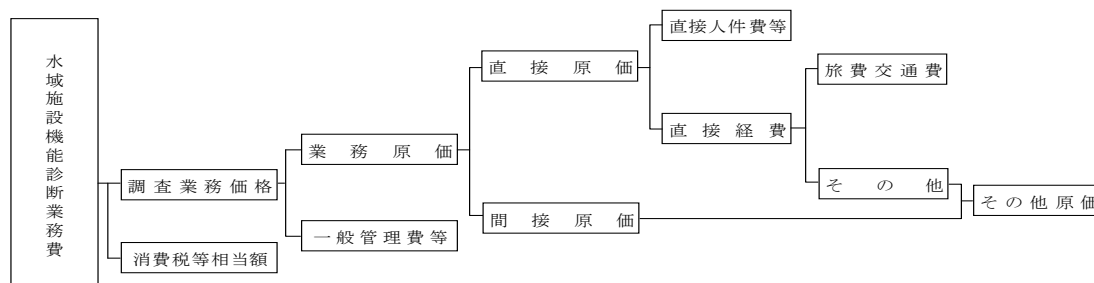 水域施設機能診断業務費
調査業務価格
消費税等相当額
業務原価
一般管理費等
直接原価
間接原価
直接人件費等
直接経費
旅費交通費
その他
その他原価